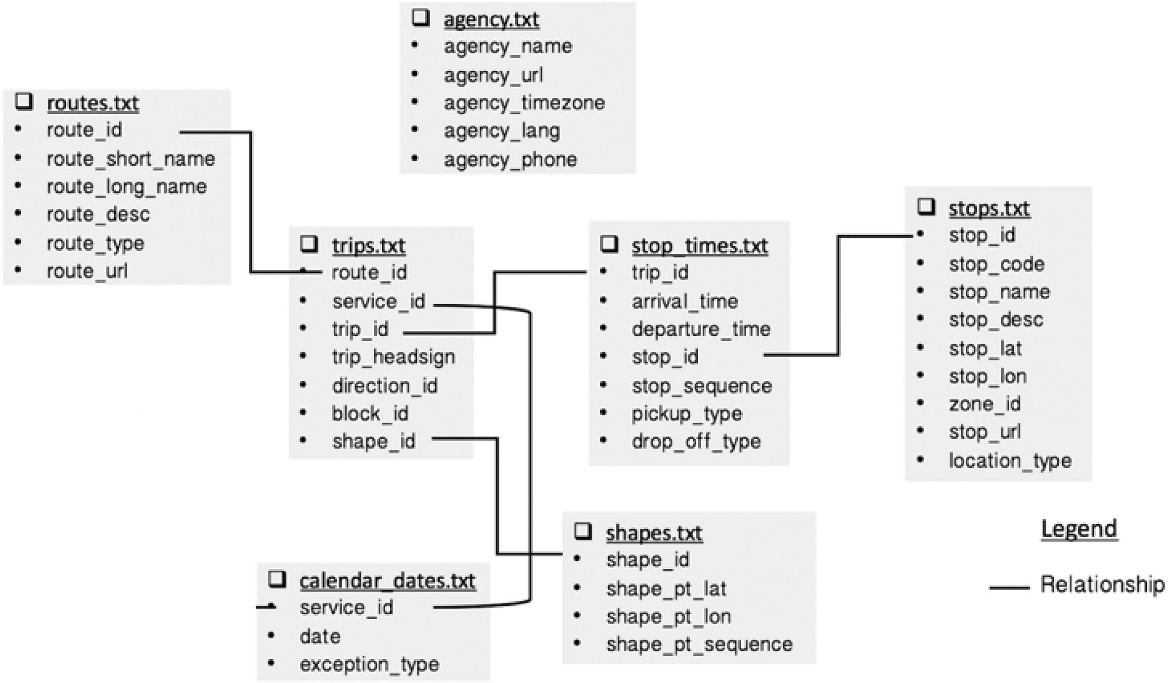 agency.txt
agency_name
agency_url
agency_timezone
agency_lang
agency_phone
routes.txt
route_id
route_short_name
route_long_name
route_desc
route_type
route_url
trips.txt
route_id
service_id
trip_id
trip_headsign
direction_id
block_id
shape_id
stop_times.txt
trip_id
arrival_time
departure_time
stop_id
stop_sequence
pickup_type
drop_off_type
stops.txt
stop_id
stop_code
stop_name
stop_desc
stop_lat
stop_lon
zone_id
stop_url
location_type
calendar_dates.txt
service_id
date
exception_type
shapes.txt
shape_id
shape_pt_lat
shape_pt_lon
shape_pt_sequence
Legend
Relationship